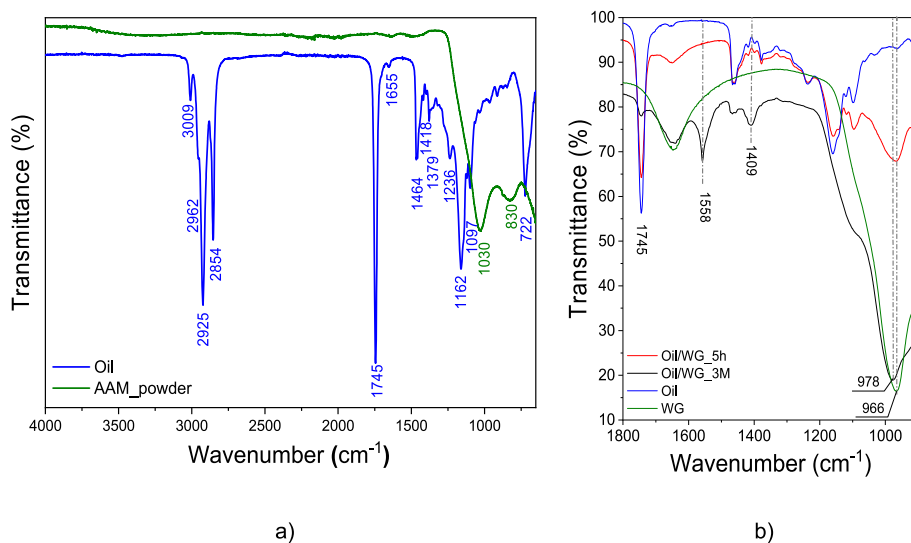 Transmittance (%)
3009
2962
2925
2854
1745
1655
1464
1418
1379
1236
1162
1097
1030
830
722
Oil
AAM_powder
4000 3500 3000 2500 2000 1500 1000
Wavenumber (cm-1)
a)
b)
Transmittance (%)
100
90
80
70
60
50
40
30
20
10
1745
1558
1409
Oil/WG_5h
Oil/WG_3M
Oil
WG
978
966
1800 1600 1400 1200 1000
Wavenumber (cm-1)
b)